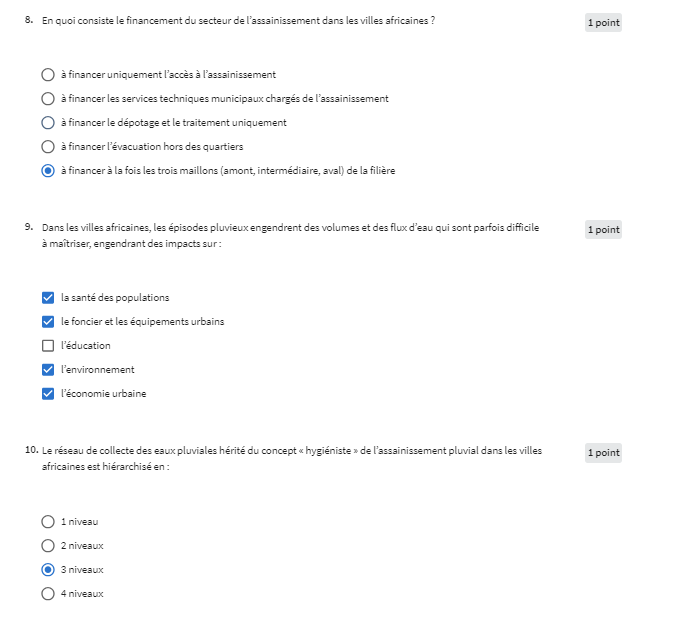 8. En quoi consiste le financement du secteur de l'assainissement dans les villes africaines ?
1 point
à financer uniquement l'accès à l'assainissement
à financer les services techniques municipaux chargés de l'assainissement
à financer le dépotage et le traitement uniquement
à financer l'évacuation hors des quartiers
à financer à la fois les trois maillons (amont, intermédiaire, aval) de la filière
9. Dans les villes africaines, les épisodes pluvieux engendrent des volumes et des flux d'eau qui sont parfois difficile
1 point
à maîtriser, engendrant des impacts sur :
la santé des populations
le foncier et les équipements urbains
l'éducation
l'environnement
l'économie urbaine
10. Le réseau de collecte des eaux pluviales hérité du concept « hygiéniste » de l'assainissement pluvial dans les villes
1 point
africaines est hiérarchisé en :
1 niveau
2 niveaux
3 niveaux
4 niveaux